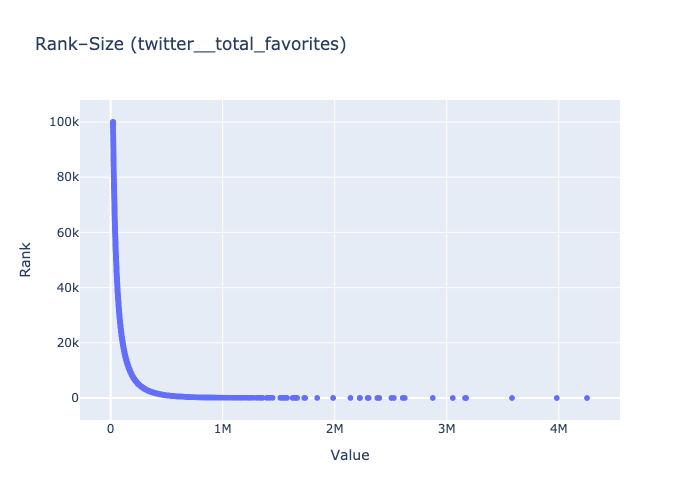 Rank−Size (twitter__total_favorites)
100k
80k
60k
40k
20k
0
Rank
0 1M 2M 3M 4M
Value